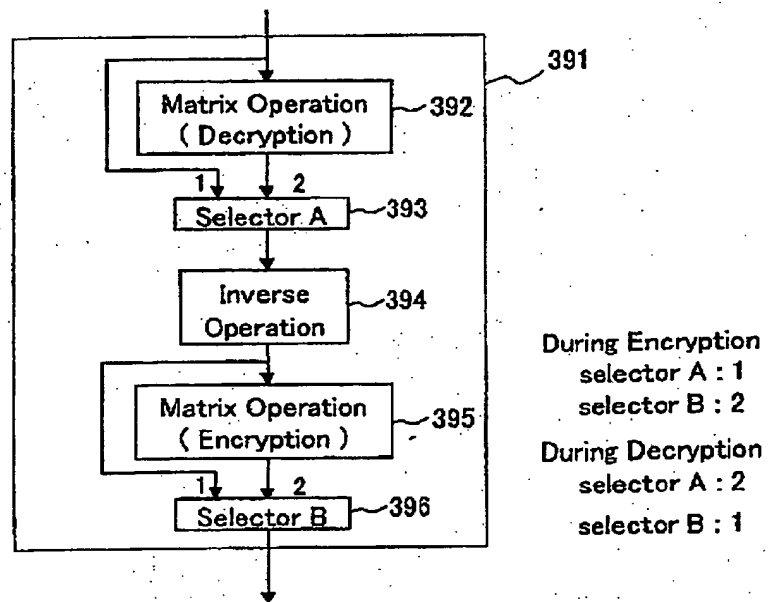 391
Matrix Operation
( Decryption )
392
1
2
Selector A
393
Inverse
Operation
394
Matrix Operation
( Encryption )
395
1
2
Selector B
396
During Encryption
selector A : 1
selector B : 2
During Decryption
selector A : 2
selector B : 1